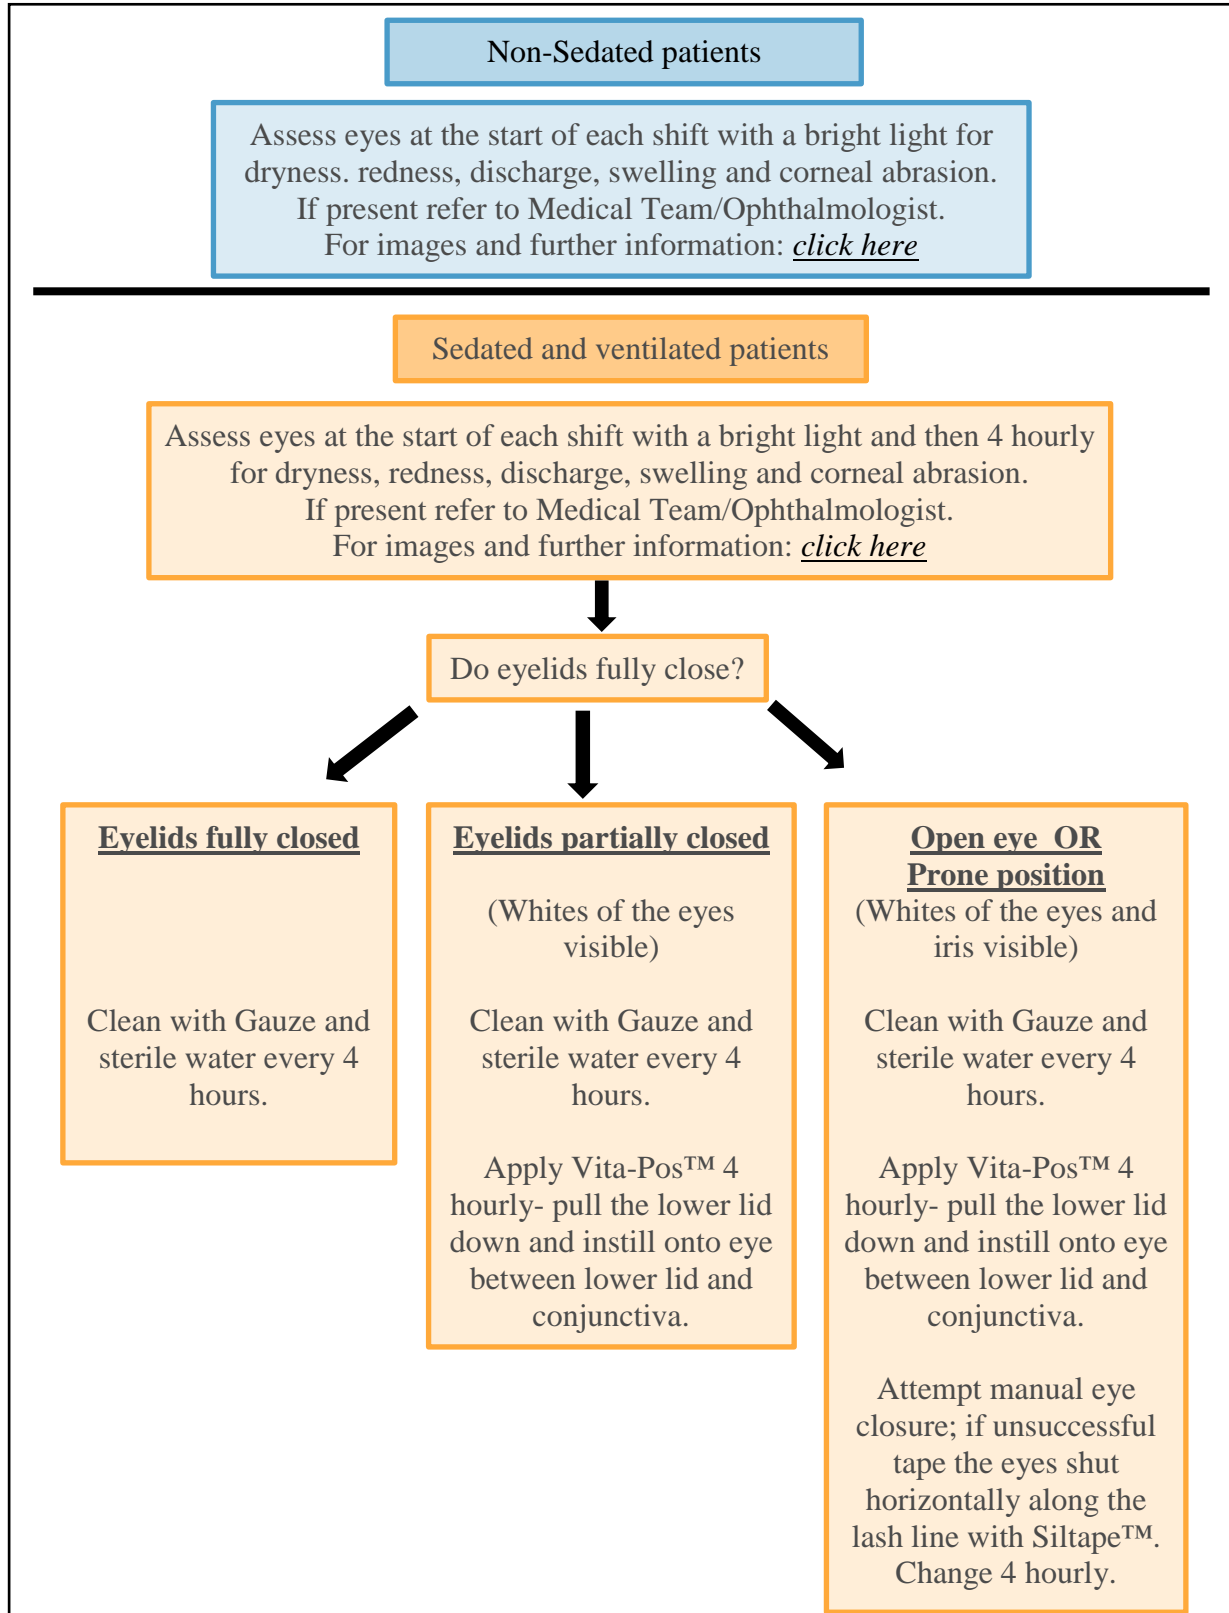 Non-Sedated patients
Assess eyes at the start of each shift with a bright light for
dryness. redness, discharge, swelling and corneal abrasion.
If present refer to Medical Team/Ophthalmologist.
For images and further information: click here
Sedated and ventilated patients
Assess eyes at the start of each shift with a bright light and then 4 hourly
for dryness, redness, discharge, swelling and corneal abrasion.
If present refer to Medical Team/Ophthalmologist.
For images and further information: click here
Do eyelids fully close?
Eyelids fully closed
Clean with Gauze and
sterile water every 4
hours.
Eyelids partially closed
(Whites of the eyes
visible)
Clean with Gauze and
sterile water every 4
hours.
Apply Vita-Pos™ 4
hourly- pull the lower lid
down and instill onto eye
between lower lid and
conjunctiva.
Open eye OR
Prone position
(Whites of the eyes and
iris visible)
Clean with Gauze and
sterile water every 4
hours.
Apply Vita-Pos™ 4
hourly- pull the lower lid
down and instill onto eye
between lower lid and
conjunctiva.
Attempt manual eye
closure; if unsuccessful
tape the eyes shut
horizontally along the
lash line with Siltape™.
Change 4 hourly.